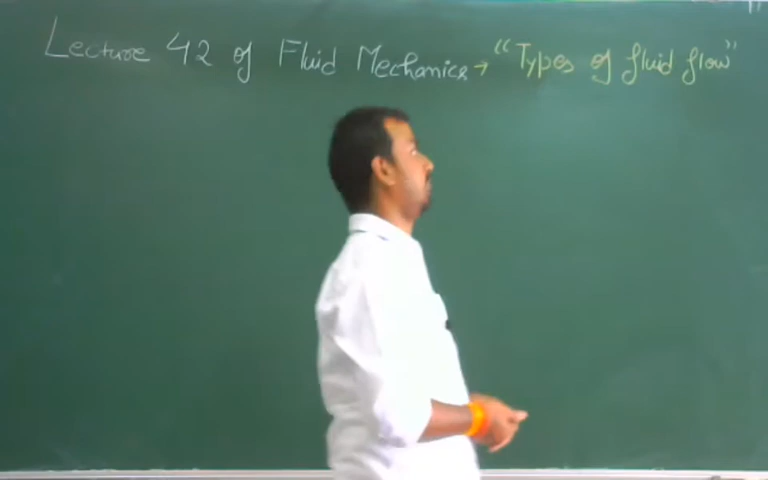 Lecture 42 of Fluid Mechanics → "Types of fluid flow"